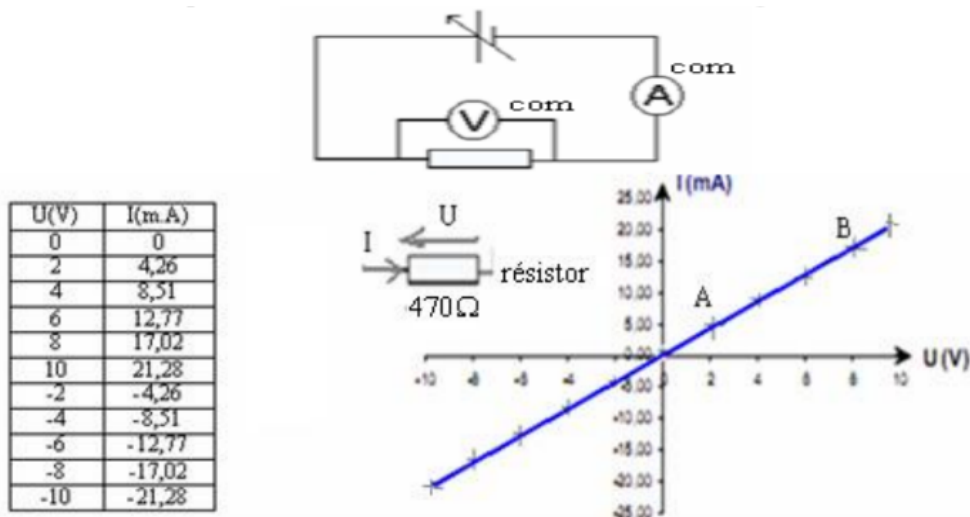 com
A
com
V
U(V) I(m.A)
0 0
2 4,26
4 8,51
6 12,77
8 17,02
10 21,28
-2 -4,26
-4 -8,51
-6 -12,77
-8 -17,02
-10 -21,28
U
I
résistor
470Ω
I(mA)
25.00
20.00
15.00
10.00
5.00
0.00
-5.00
-10.00
-15.00
-20.00
-25.00
A
B
-10 -8 -6 -4 -2 0 2 4 6 8 10
U(V)